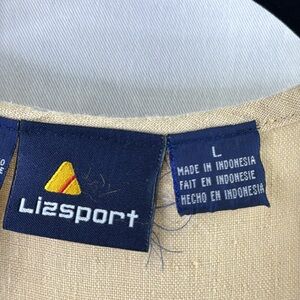 Lizsport
L
MADE IN INDONESIA
FAIT EN INDONESIE
HECHO EN INDONESIA